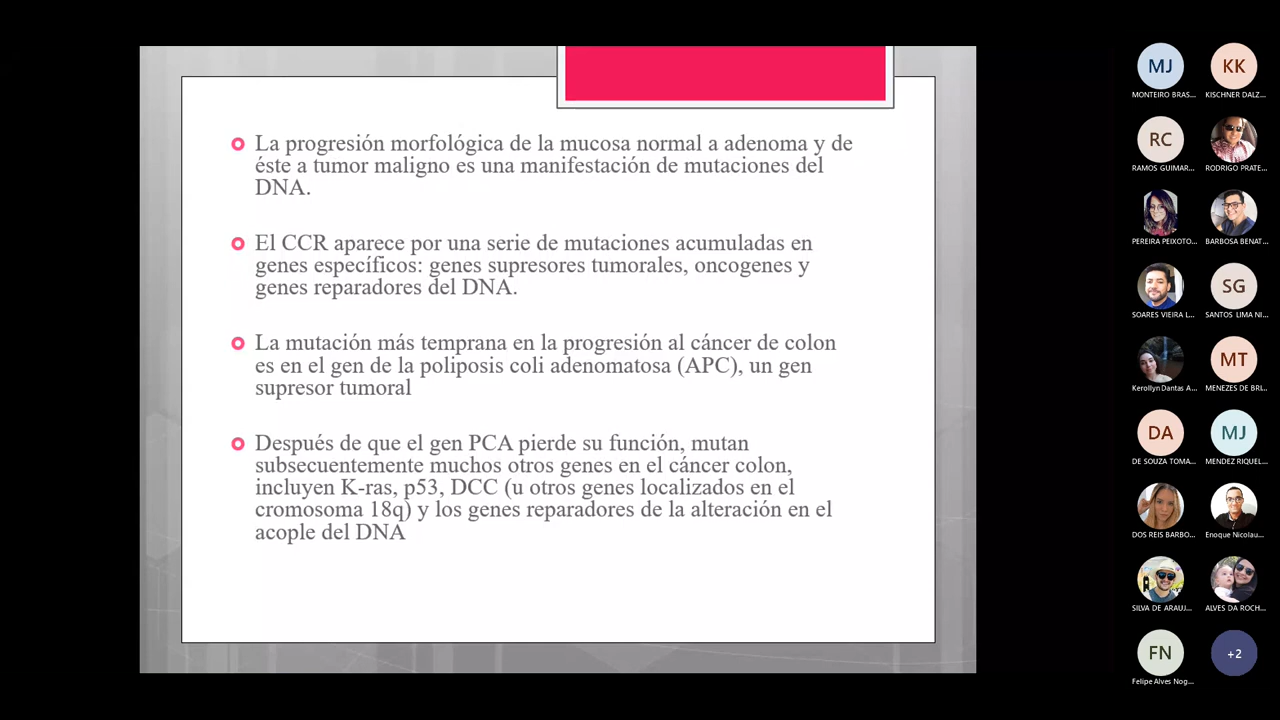 La progresión morfológica de la mucosa normal a adenoma y de
éste a tumor maligno es una manifestación de mutaciones del
DNA.
El CCR aparece por una serie de mutaciones acumuladas en
genes específicos: genes supresores tumorales, oncogenes y
genes reparadores del DNA.
La mutación más temprana en la progresión al cáncer de colon
es en el gen de la poliposis coli adenomatosa (APC), un gen
supresor tumoral
Después de que el gen PCA pierde su función, mutan
subsecuentemente muchos otros genes en el cáncer colon,
incluyen K-ras, p53, DCC (u otros genes localizados en el
cromosoma 18q) y los genes reparadores de la alteración en el
acople del DNA
MJ
KK
MONTEIRO BRAS...
KISCHNER DALZ...
RC
RAMOS GUIMAR...
RODRIGO PRATE...
PEREIRA PEIXOTO...
BARBOSA BENAT...
SG
SOARES VIEIRA L...
SANTOS LIMA NI...
MT
Kerollyn Dantas A...
MENEZES DE BRI...
DA
MJ
DE SOUZA TOMA...
MENDEZ RIQUEL...
DOS REIS BARBO...
Enoque Nicolau...
SILVA DE ARAUJ...
ALVES DA ROCH...
FN
+2
Felipe Alves Nog...